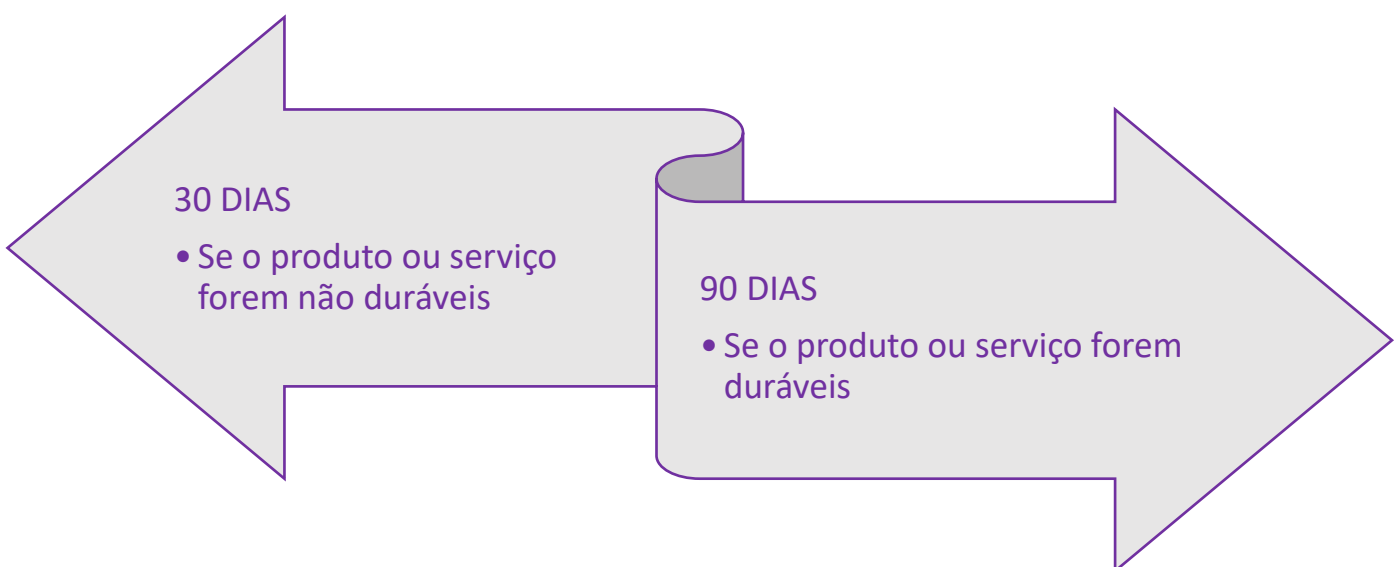 30 DIAS
• Se o produto ou serviço
forem não duráveis
90 DIAS
• Se o produto ou serviço forem
duráveis